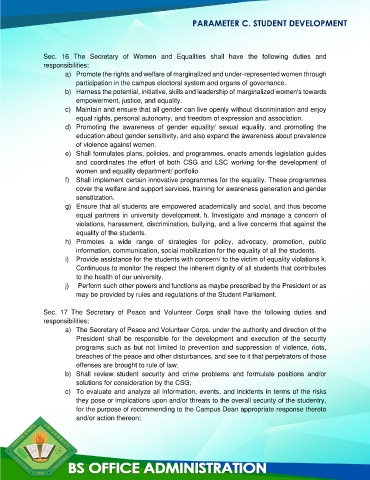 PARAMETER C. STUDENT DEVELOPMENT
Sec. 16 The Secretary of Women and Equalities shall have the following duties and
responsibilities:
a) Promote the rights and welfare of marginalized and under-represented women through
participation in the campus electoral system and organs of governance.
b) Harness the potential, initiative, skills and leadership of marginalized women's towards
empowerment, justice, and equality.
c) Maintain and ensure that all gender can live openly without discrimination and enjoy
equal rights, personal autonomy, and freedom of expression and association.
d) Promoting the awareness of gender equality/ sexual equality, and promoting the
education about gender sensitivity, and also expand the awareness about prevalence
of violence against women.
e) Shall formulates plans, policies, and programmes, enacts amends legislation guides
and coordinates the effort of both CSG and LSC working for-the development of
women and equality department/ portfolio
f) Shall implement certain innovative programmes for the equality. These programmes
cover the welfare and support services, training for awareness generation and gender
sensitization.
g) Ensure that all students are empowered academically and social, and thus become
equal partners in university development. h. Investigate and manage a concern of
violations, harassment, discrimination, bullying, and a live concerns that against the
equality of the students.
h) Promotes a wide range of strategies for policy, advocacy, promotion, public
information, communication, social mobilization for the equality of all the students.
i) Provide assistance for the students with concern/ to the victim of equality violations k.
Continuous to monitor the respect the inherent dignity of all students that contributes
to the health of our university.
j) Perform such other powers and functions as maybe prescribed by the President or as
may be provided by rules and regulations of the Student Parliament.
Sec. 17 The Secretary of Peace and Volunteer Corps shall have the following duties and
responsibilities:
a) The Secretary of Peace and Volunteer Corps, under the authority and direction of the
President shall be responsible for the development and execution of the security
programs such as but not limited to prevention and suppression of violence, riots,
breaches of the peace and other disturbances, and see to it that perpetrators of those
offenses are brought to rule of law;
b) Shall review student security and crime problems and formulate positions and/or
solutions for consideration by the CSG;
c) To evaluate and analyze all information, events, and incidents in terms of the risks
they pose or implications upon and/or threats to the overall security of the studentry,
for the purpose of recommending to the Campus Dean appropriate response thereto
and/or action thereon;
BS OFFICE ADMINISTRATION